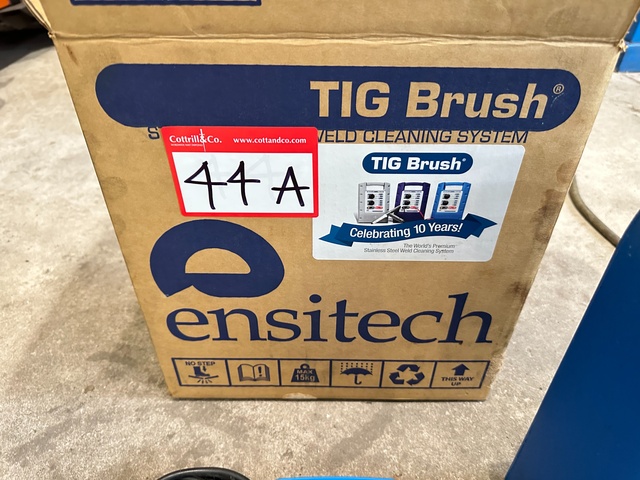 TIG Brush®
WELD CLEANING SYSTEM
Cottrill&Co.
www.cottandco.com
44A
TIG Brush®
Celebrating 10 Years!
The World's Premium
Stainless Steel Weld Cleaning System
ensitech
NO STEP
MAX
15kg
THIS WAY
UP